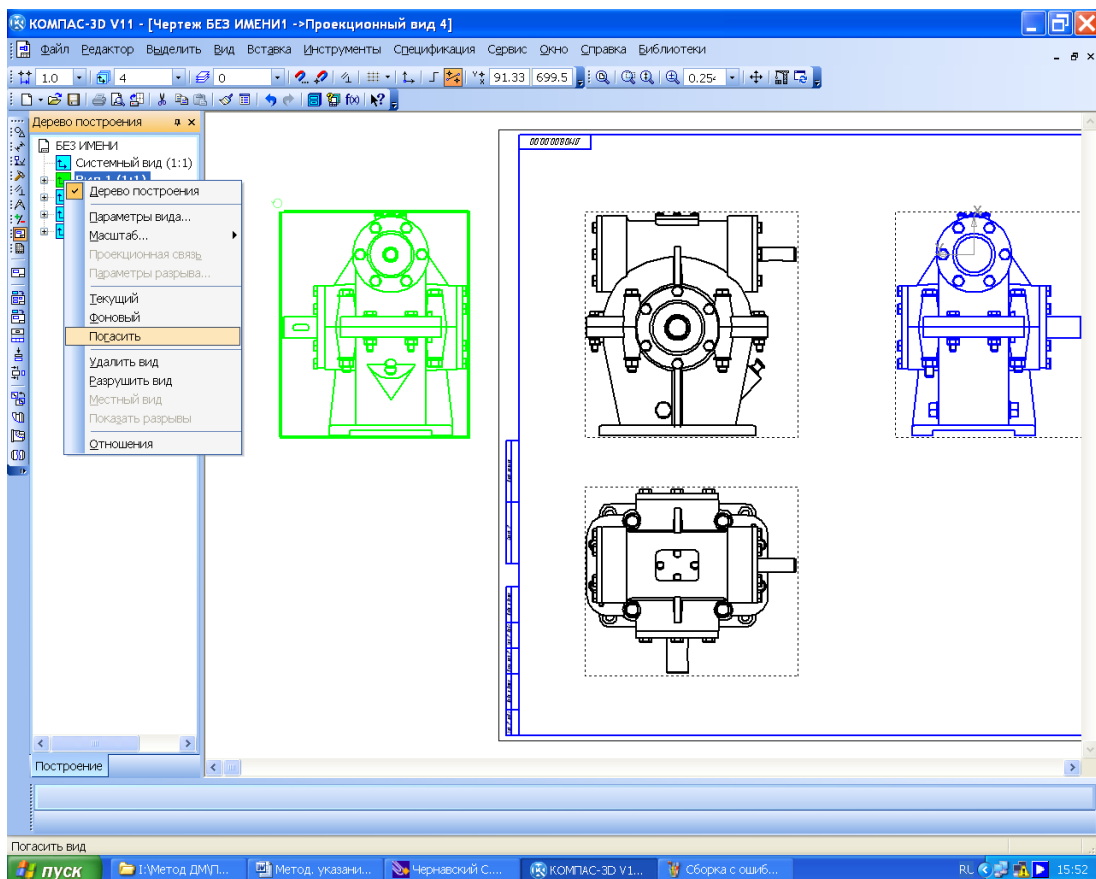 КОМПАС-3D V11 - [Чертеж БЕЗ ИМЕНИ1 ->Проекционный вид 4]
Файл Редактор Выделить Вид Вставка Инструменты Спецификация Сервис Окно Справка Библиотеки
1.0 4 0 91.33 699.5 0.254
Дерево построения
БЕЗ ИМЕНИ
Системный вид (1:1)
Вид 1 (1:1)
Дерево построения
Параметры вида...
Масштаб...
Проекционная связь
Параметры разрыва...
Текущий
Фоновый
Погасить
Удалить вид
Разрушить вид
Местный вид
Показать разрывы
Отношения
Построение
Погасить вид
пуск I:\Метод ДМ\П... Метод. указани... Чернавский С.... КОМПАС-3D V1... Сборка с ошиб... RL 15:52